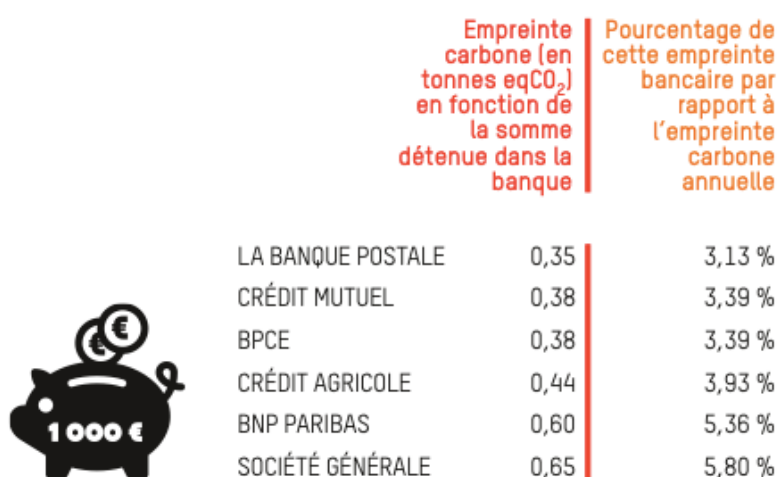 Empreinte
carbone (en
tonnes eqCO₂)
en fonction de
la somme
détenue dans la
banque
Pourcentage de
cette empreinte
bancaire par
rapport à
l'empreinte
carbone
annuelle
LA BANQUE POSTALE 0,35 3,13 %
CRÉDIT MUTUEL 0,38 3,39 %
BPCE 0,38 3,39 %
CRÉDIT AGRICOLE 0,44 3,93 %
BNP PARIBAS 0,60 5,36 %
SOCIÉTÉ GÉNÉRALE 0,65 5,80 %
€
€
1 000 €